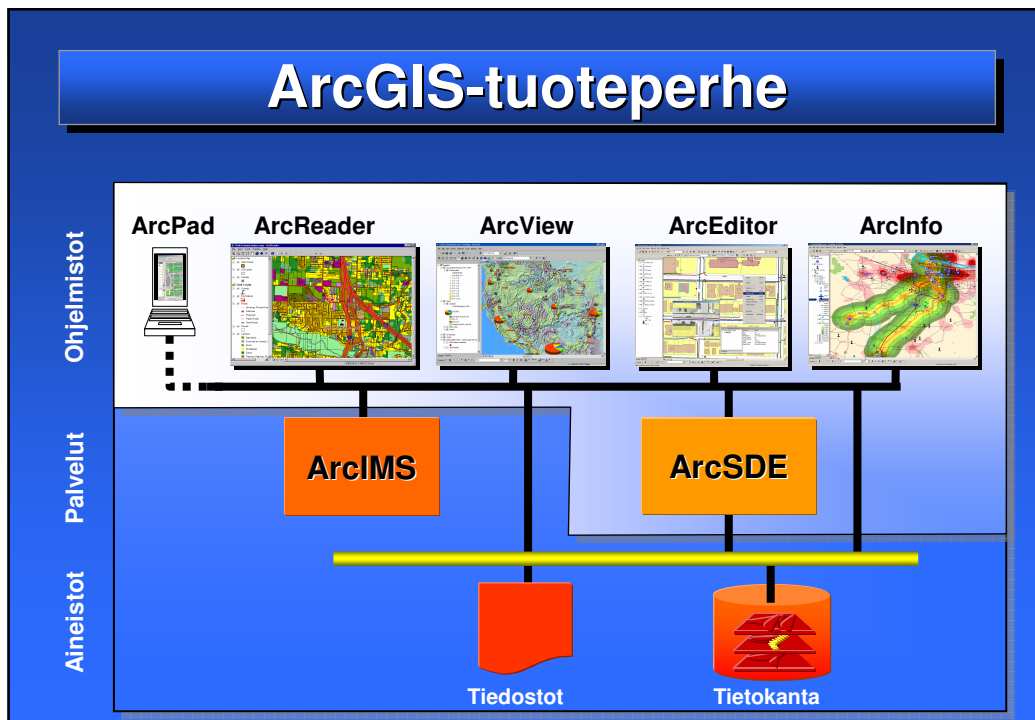 ArcGIS-tuoteperhe
ArcPad
ArcReader
ArcView
ArcEditor
ArcInfo
Ohjelmistot
ArcIMS
ArcSDE
Palvelut
Aineistot
Tiedostot
Tietokanta